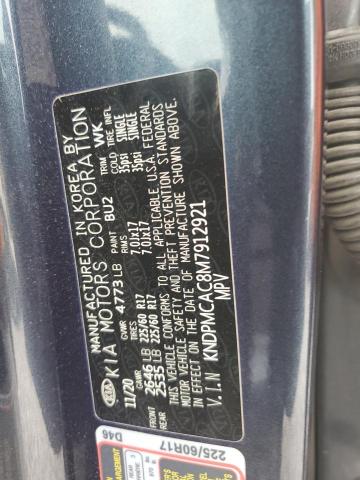 MANUFACTURED IN KOREA BY
KIA MOTORS CORPORATION
KIA
11/20 GVWR 4773 LB PAINT BU2 TRIM WK
GAWR TIRES RIMS COLD TIRE INFL
FRONT 2646 LB 225/60 R17 7.0Jx17 35psi SINGLE
REAR 2535 LB 225/60 R17 7.0Jx17 35psi SINGLE
THIS VEHICLE CONFORMS TO ALL APPLICABLE U.S.A. FEDERAL
MOTOR VEHICLE SAFETY AND THEFT PREVENTION STANDARDS
IN EFFECT ON THE DATE OF MANUFACTURE SHOWN ABOVE.
V.I.N KNDPMCAC8M7912921
MPV
D46
225/60R17